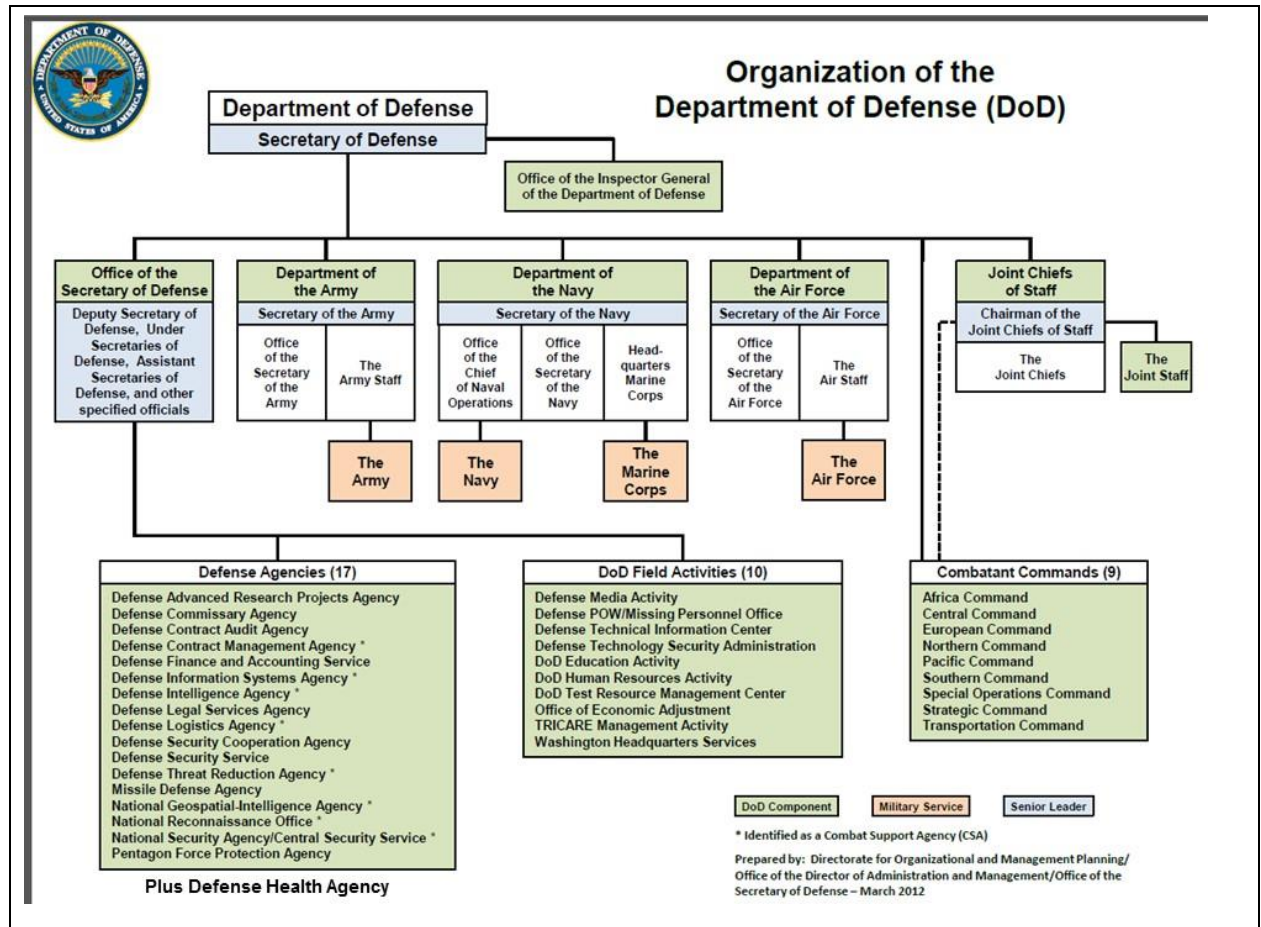 DEPARTMENT OF DEFENSE
UNITED STATES OF AMERICA
Organization of the
Department of Defense (DoD)
Department of Defense
Secretary of Defense
Office of the Inspector General
of the Department of Defense
Office of the
Secretary of Defense
Deputy Secretary of
Defense, Under
Secretaries of
Defense, Assistant
Secretaries of
Defense, and other
specified officials
Department of
the Army
Secretary of the Army
Office
of the
Secretary
of the
Army
The
Army Staff
The
Army
Department of
the Navy
Secretary of the Navy
Office
of the
Chief
of Naval
Operations
Office
of the
Secretary
of the
Navy
Head-
quarters
Marine
Corps
The
Navy
The
Marine
Corps
Department of
the Air Force
Secretary of the Air Force
Office
of the
Secretary
of the
Air Force
The
Air Staff
The
Air Force
Joint Chiefs
of Staff
Chairman of the
Joint Chiefs of Staff
The
Joint Chiefs
The
Joint Staff
Defense Agencies (17)
Defense Advanced Research Projects Agency
Defense Commissary Agency
Defense Contract Audit Agency
Defense Contract Management Agency *
Defense Finance and Accounting Service
Defense Information Systems Agency *
Defense Intelligence Agency *
Defense Legal Services Agency
Defense Logistics Agency *
Defense Security Cooperation Agency
Defense Security Service
Defense Threat Reduction Agency *
Missile Defense Agency
National Geospatial-Intelligence Agency *
National Reconnaissance Office *
National Security Agency/Central Security Service *
Pentagon Force Protection Agency
Plus Defense Health Agency
DoD Field Activities (10)
Defense Media Activity
Defense POW/Missing Personnel Office
Defense Technical Information Center
Defense Technology Security Administration
DoD Education Activity
DoD Human Resources Activity
DoD Test Resource Management Center
Office of Economic Adjustment
TRICARE Management Activity
Washington Headquarters Services
Combatant Commands (9)
Africa Command
Central Command
European Command
Northern Command
Pacific Command
Southern Command
Special Operations Command
Strategic Command
Transportation Command
DoD Component
Military Service
Senior Leader
* Identified as a Combat Support Agency (CSA)
Prepared by: Directorate for Organizational and Management Planning/
Office of the Director of Administration and Management/Office of the
Secretary of Defense – March 2012